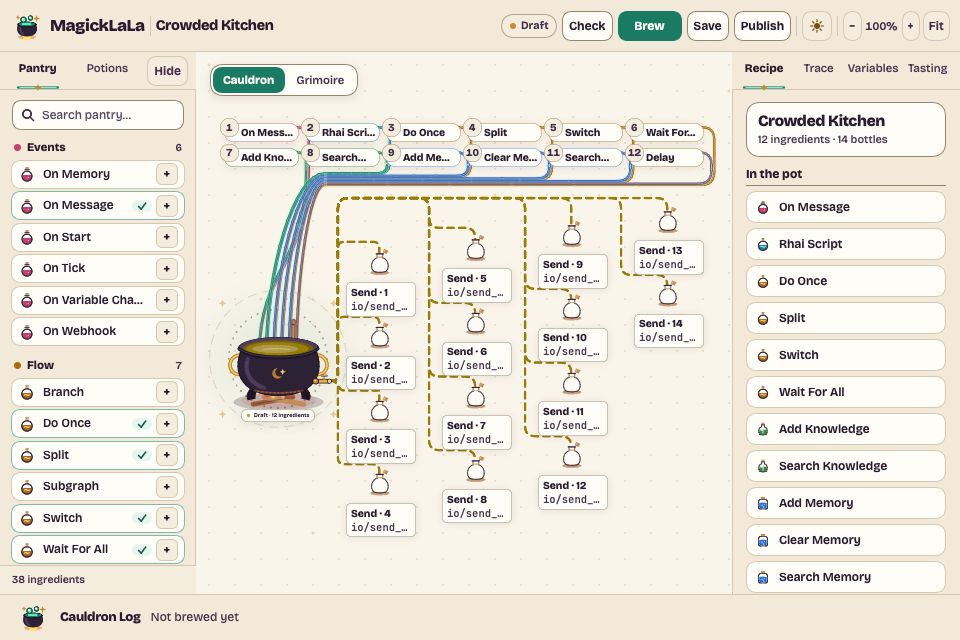 MagickLaLa
Crowded Kitchen
Draft
Check
Brew
Save
Publish
−
100%
+
Fit
Pantry
Potions
Hide
Search pantry...
Events 6
On Memory +
On Message +
On Start +
On Tick +
On Variable Cha... +
On Webhook +
Flow 7
Branch +
Do Once +
Split +
Subgraph +
Switch +
Wait For All +
38 ingredients
Cauldron
Grimoire
1 On Mess...
2 Rhai Scri...
3 Do Once
4 Split
5 Switch
6 Wait For...
7 Add Kno...
8 Search...
9 Add Me...
10 Clear Me...
11 Search...
12 Delay
Send · 1
io/send_…
Send · 2
io/send_…
Send · 3
io/send_…
Send · 4
io/send_…
Send · 5
io/send_…
Send · 6
io/send_…
Send · 7
io/send_…
Send · 8
io/send_…
Send · 9
io/send_…
Send · 10
io/send_…
Send · 11
io/send_…
Send · 12
io/send_…
Send · 13
io/send_…
Send · 14
io/send_…
Draft · 12 ingredients
Recipe
Trace
Variables
Tasting
Crowded Kitchen
12 ingredients · 14 bottles
In the pot
On Message
Rhai Script
Do Once
Split
Switch
Wait For All
Add Knowledge
Search Knowledge
Add Memory
Clear Memory
Search Memory
Cauldron Log
Not brewed yet